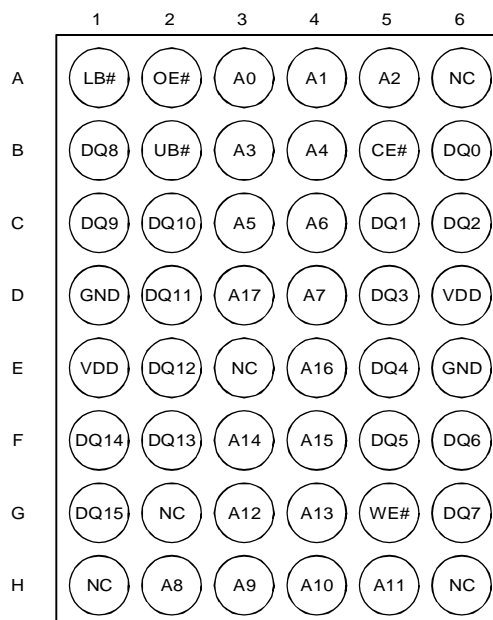 1 2 3 4 5 6
A LB# OE# A0 A1 A2 NC
B DQ8 UB# A3 A4 CE# DQ0
C DQ9 DQ10 A5 A6 DQ1 DQ2
D GND DQ11 A17 A7 DQ3 VDD
E VDD DQ12 NC A16 DQ4 GND
F DQ14 DQ13 A14 A15 DQ5 DQ6
G DQ15 NC A12 A13 WE# DQ7
H NC A8 A9 A10 A11 NC